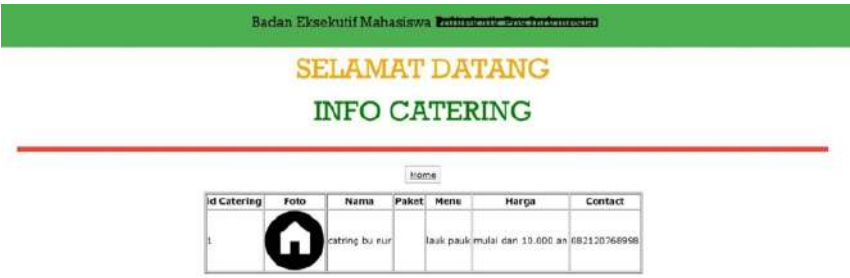 Badan Eksekutif Mahasiswa
SELAMAT DATANG
INFO CATERING
Home
Id Catering Foto Nama Paket Menu Harga Contact
1 catring bu nur lauk pauk mulai dari 10.000 an 082120768998